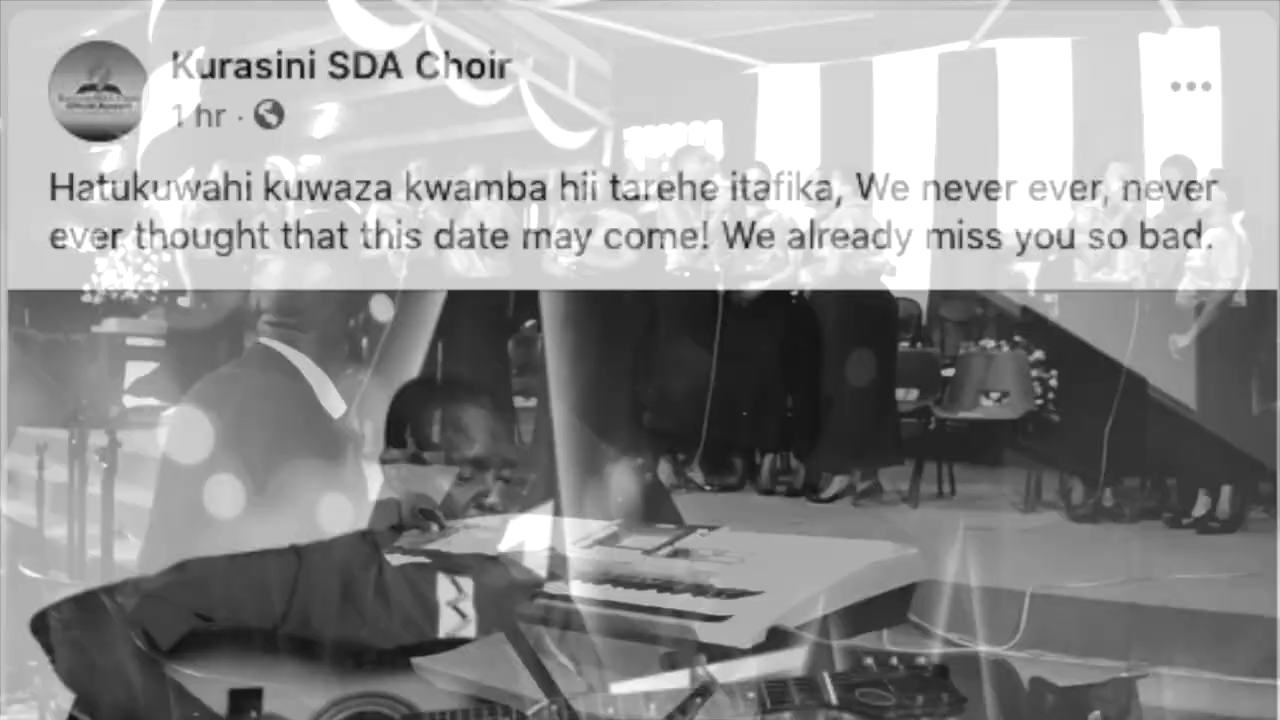 Kurasini SDA Choir
1 hr ·
Hatukuwahi kuwaza kwamba hii tarehe itafika, We never ever, never
ever thought that this date may come! We already miss you so bad.